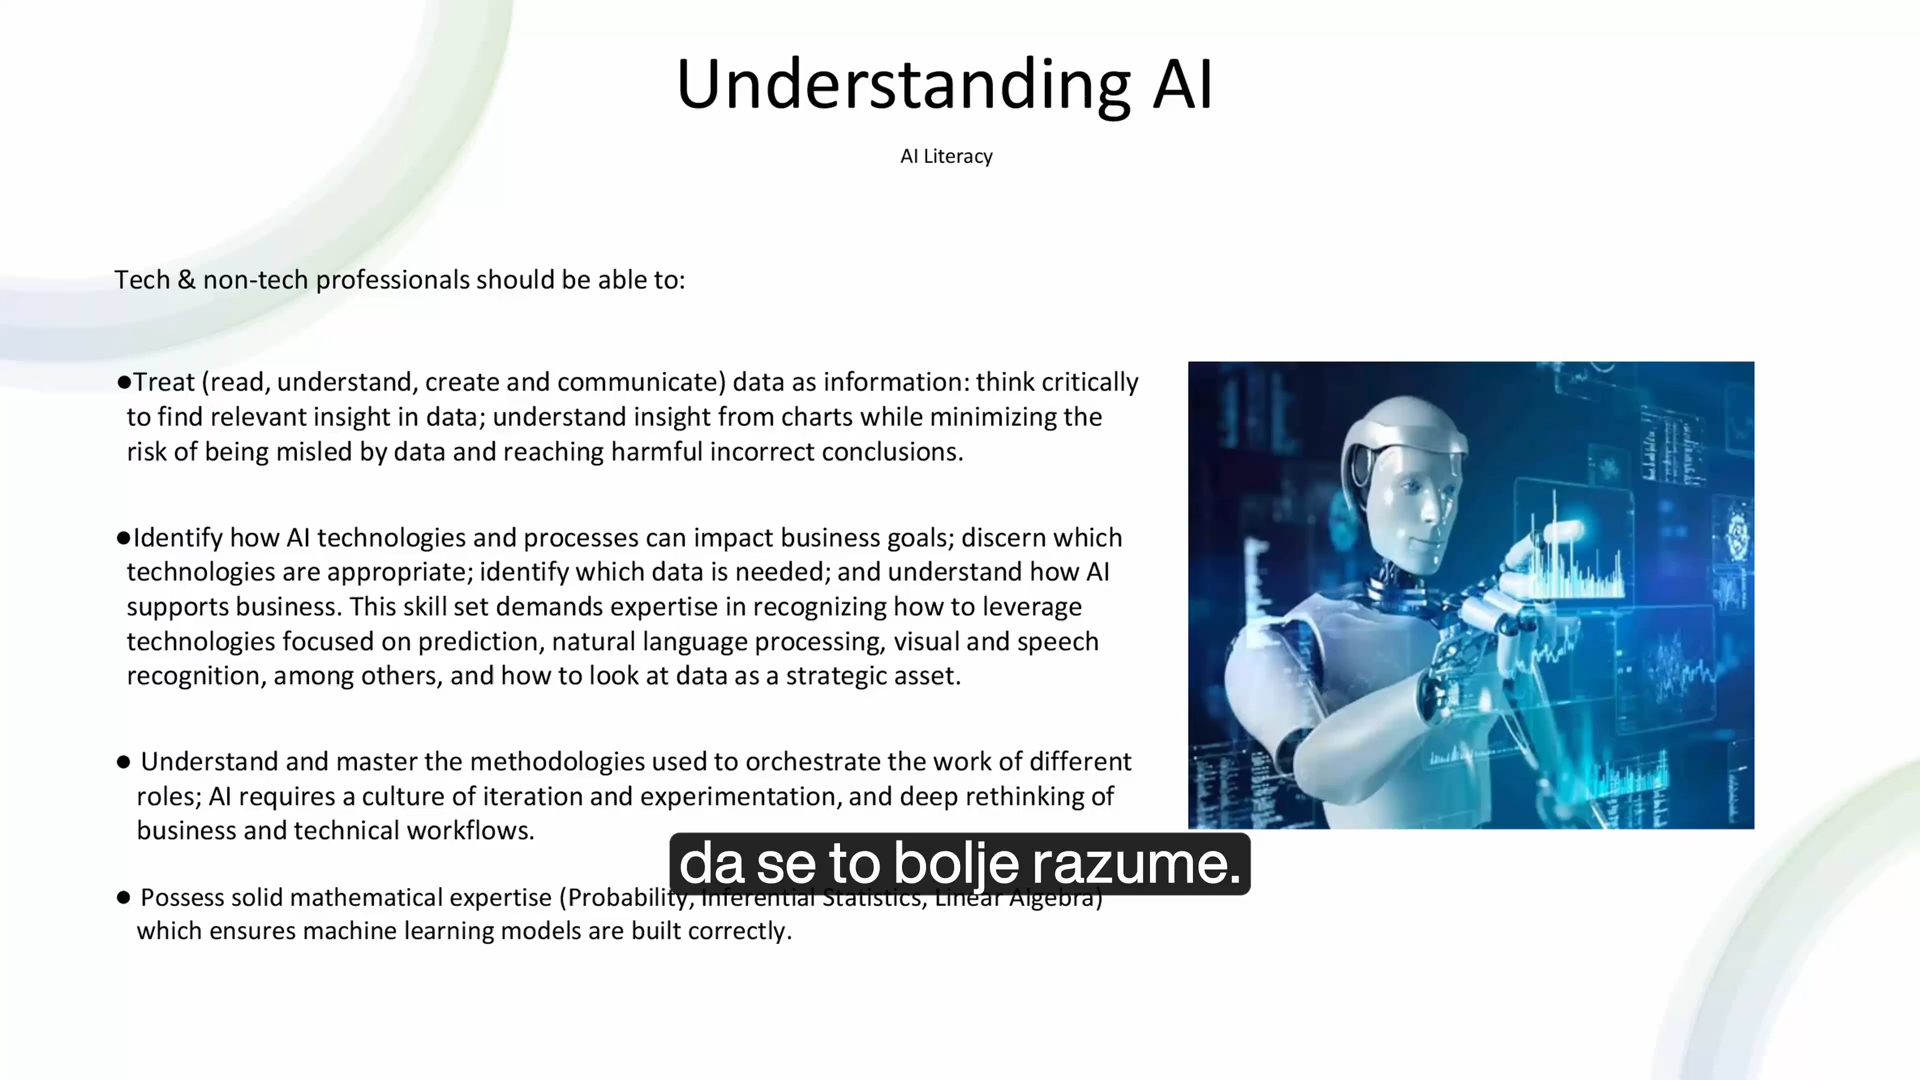 Understanding AI
AI Literacy
Tech & non-tech professionals should be able to:
●Treat (read, understand, create and communicate) data as information: think critically
to find relevant insight in data; understand insight from charts while minimizing the
risk of being misled by data and reaching harmful incorrect conclusions.
●Identify how AI technologies and processes can impact business goals; discern which
technologies are appropriate; identify which data is needed; and understand how AI
supports business. This skill set demands expertise in recognizing how to leverage
technologies focused on prediction, natural language processing, visual and speech
recognition, among others, and how to look at data as a strategic asset.
● Understand and master the methodologies used to orchestrate the work of different
roles; AI requires a culture of iteration and experimentation, and deep rethinking of
business and technical workflows.
da se to bolje razume.
● Possess solid mathematical expertise (Probability, Inferential Statistics, Linear Algebra)
which ensures machine learning models are built correctly.